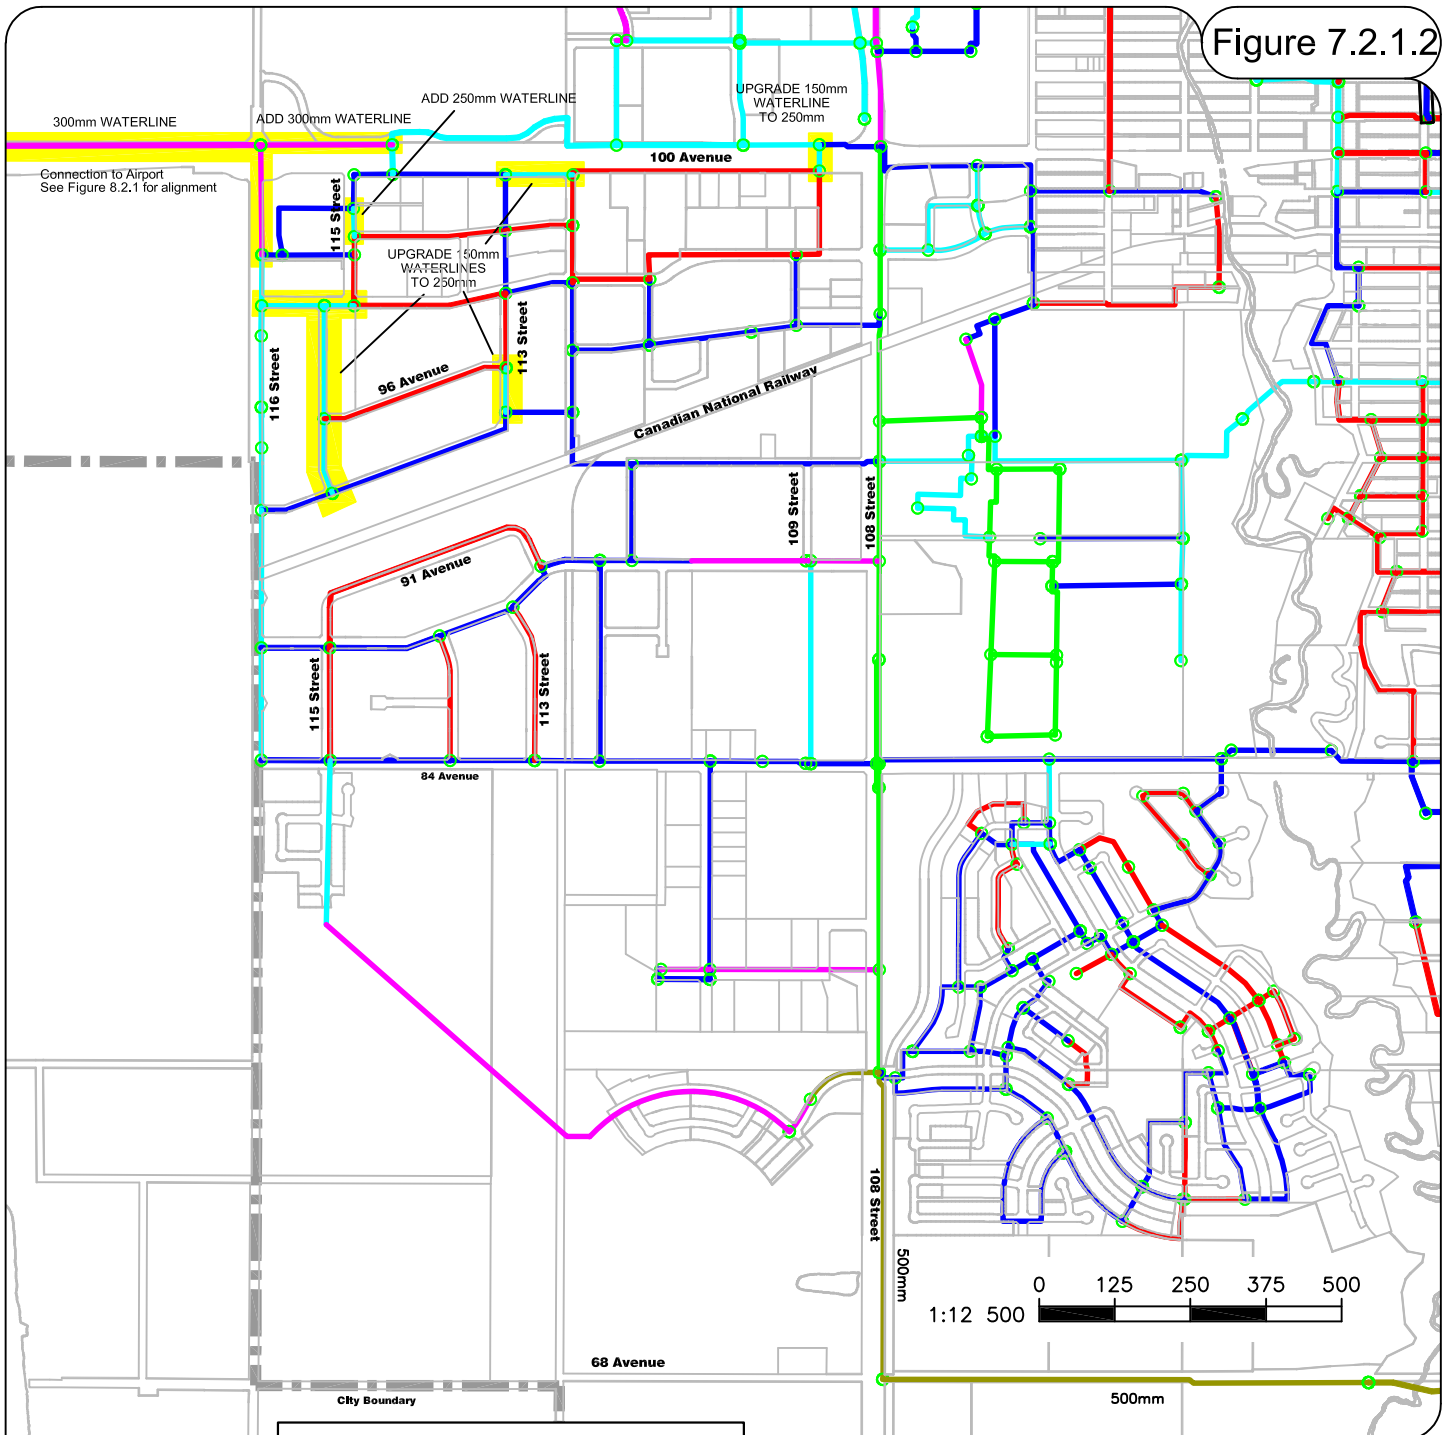 Figure 7.2.1.2
UPGRADE 150mm
WATERLINE
TO 250mm
ADD 250mm WATERLINE
300mm WATERLINE
ADD 300mm WATERLINE
100 Avenue
Connection to Airport
See Figure 8.2.1 for alignment
115 Street
UPGRADE 150mm
WATERLINES
TO 250mm
113 Street
116 Street
96 Avenue
Canadian National Railway
109 Street
108 Street
91 Avenue
115 Street
113 Street
84 Avenue
108 Street
500mm
0 125 250 375 500
1:12 500
68 Avenue
City Boundary
500mm